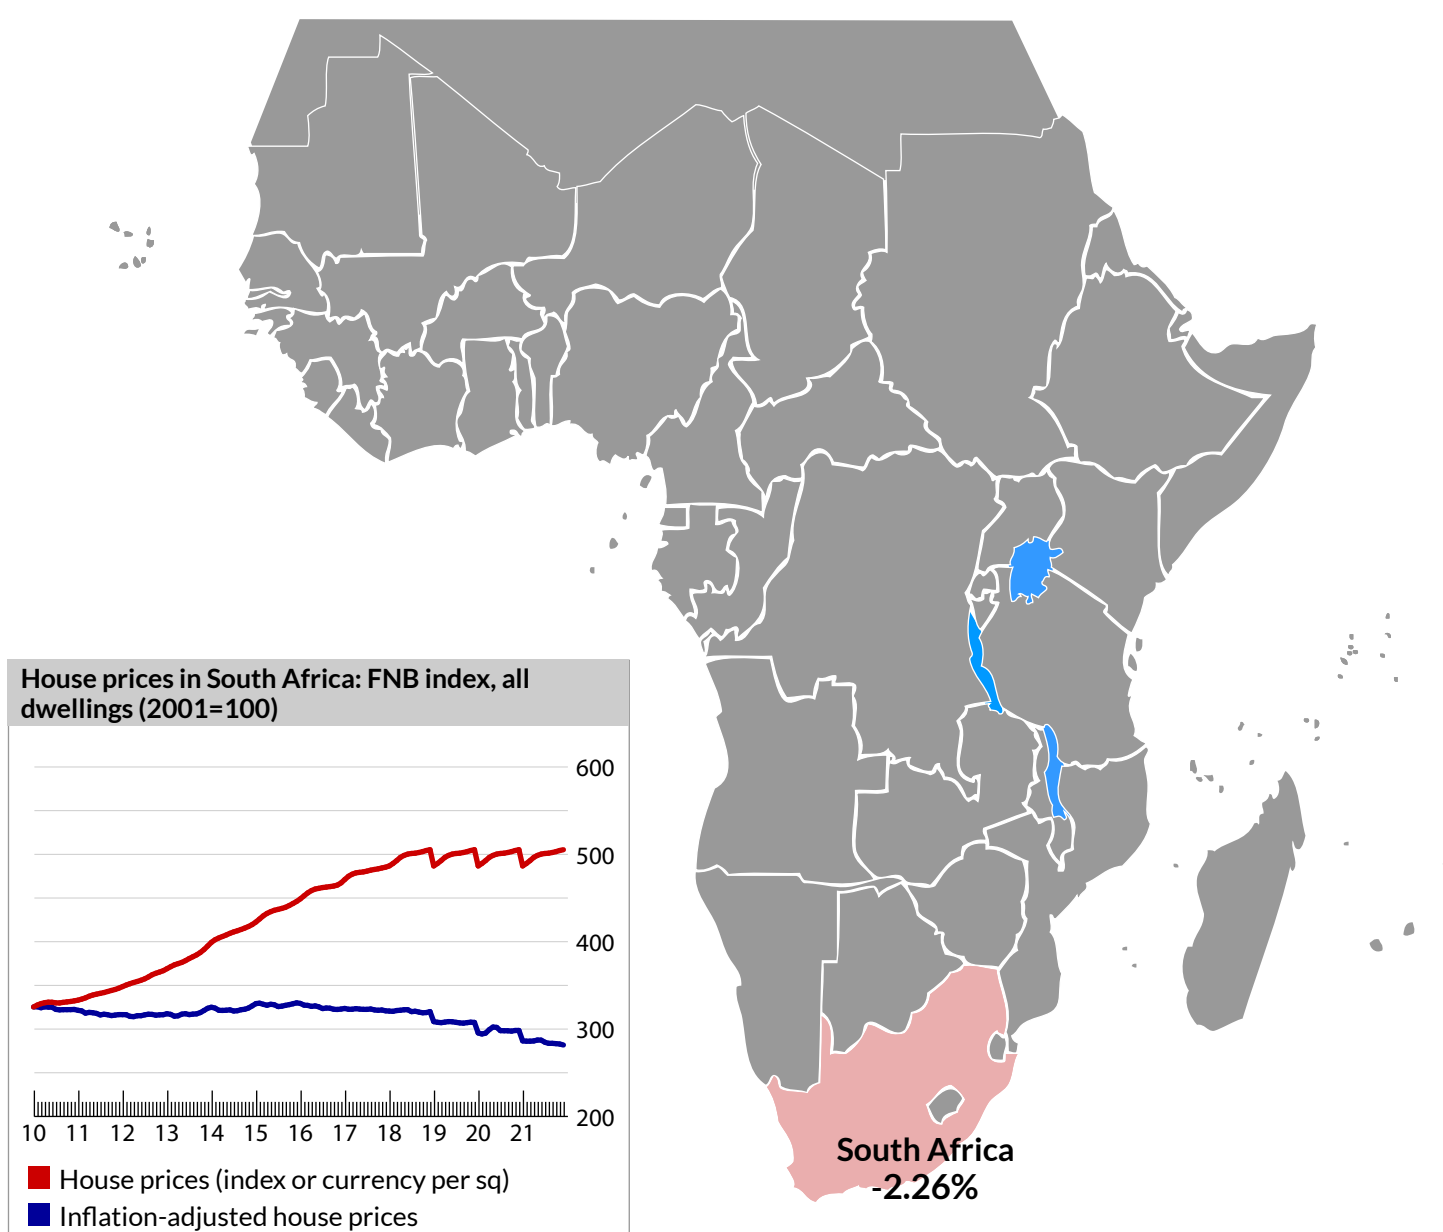 House prices in South Africa: FNB index, all
dwellings (2001=100)
600
500
400
300
200
10 11 12 13 14 15 16 17 18 19 20 21
House prices (index or currency per sq)
Inflation-adjusted house prices
South Africa
-2.26%